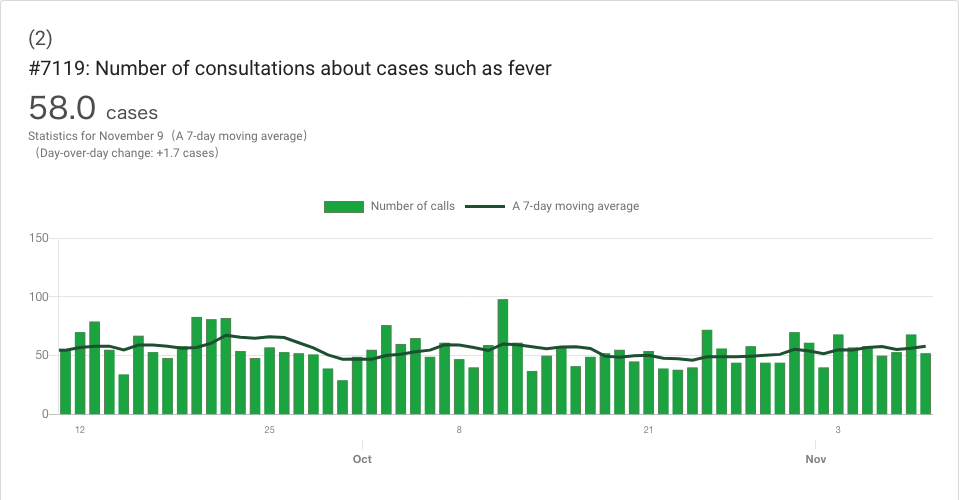 (2)
#7119: Number of consultations about cases such as fever
58.0 cases
Statistics for November 9（A 7-day moving average）
（Day-over-day change: +1.7 cases）
Number of calls A 7-day moving average
150
100
50
0
12 25 8 21 3
Oct Nov